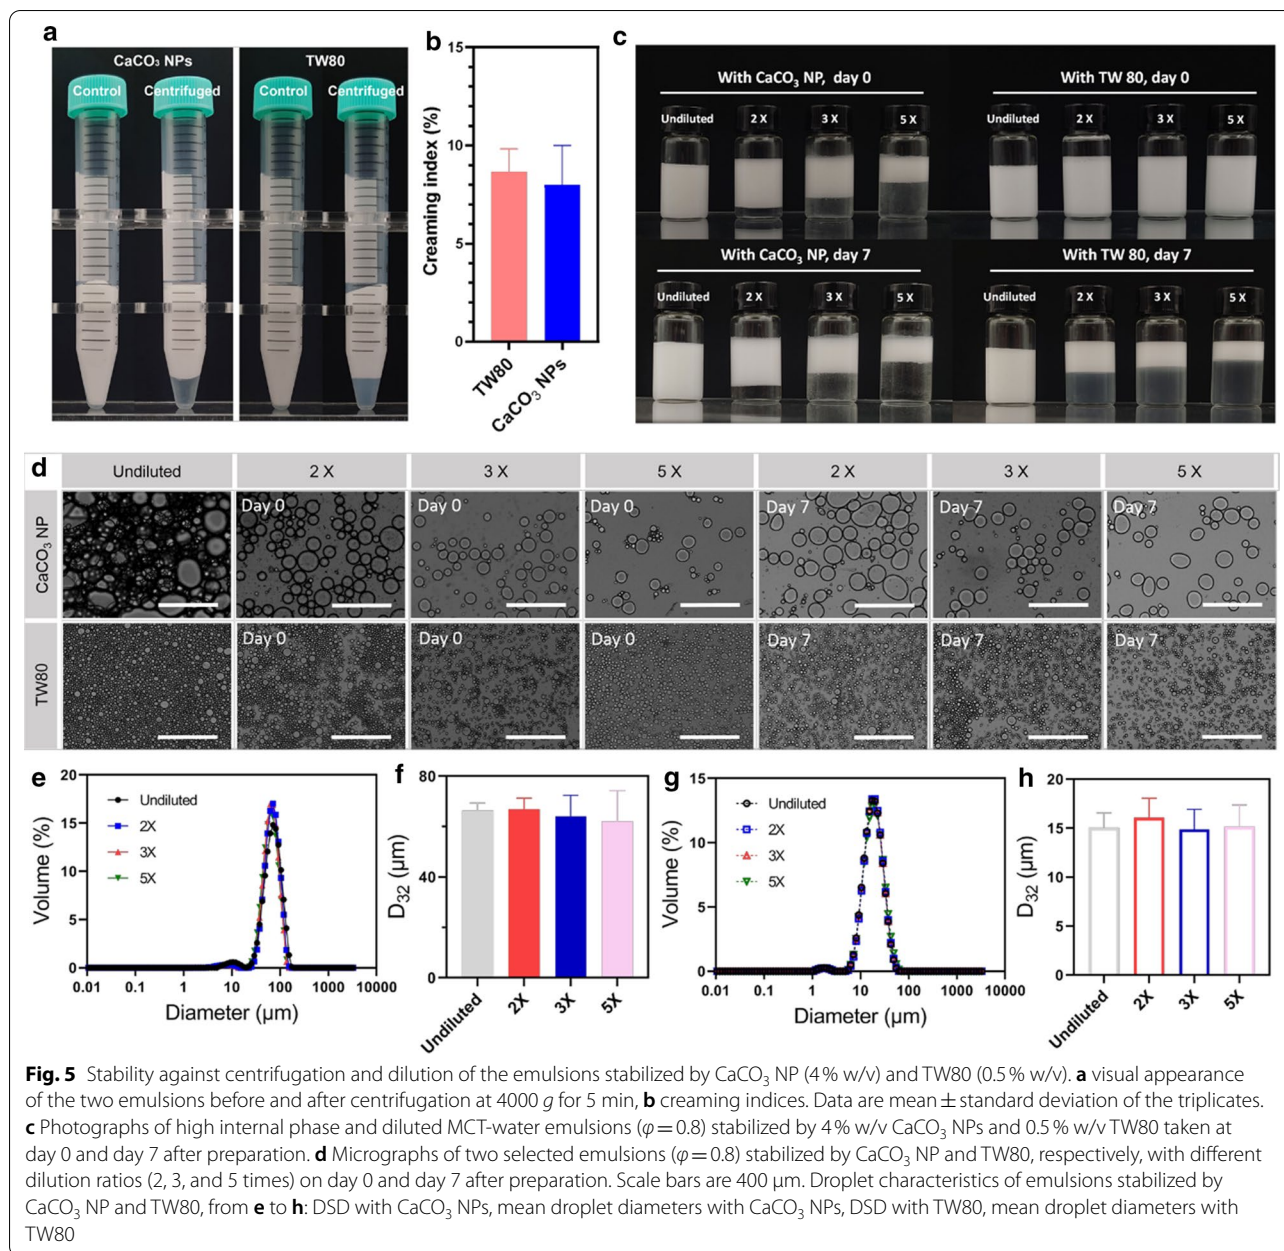 a
CaCO₃ NPs
TW80
Control
Centrifuged
Control
Centrifuged
b
Creaming index (%)
15
10
5
0
TW80
CaCO₃ NPs
c
With CaCO₃ NP, day 0
With TW 80, day 0
Undiluted
2 X
3 X
5 X
Undiluted
2 X
3 X
5 X
With CaCO₃ NP, day 7
With TW 80, day 7
Undiluted
2 X
3 X
5 X
Undiluted
2 X
3 X
5 X
d
Undiluted
2 X
3 X
5 X
2 X
3 X
5 X
CaCO₃ NP
Day 0
Day 0
Day 0
Day 7
Day 7
Day 7
TW80
Day 0
Day 0
Day 0
Day 7
Day 7
Day 7
e
Volume (%)
20
15
10
5
0
Undiluted
2X
3X
5X
0.01 0.1 1 10 100 1000 10000
Diameter (µm)
f
D₃₂ (µm)
80
40
0
Undiluted
2X
3X
5X
g
Volume (%)
15
10
5
0
Undiluted
2X
3X
5X
0.01 0.1 1 10 100 1000 10000
Diameter (µm)
h
D₃₂ (µm)
20
15
10
5
0
Undiluted
2X
3X
5X
Fig. 5 Stability against centrifugation and dilution of the emulsions stabilized by CaCO₃ NP (4% w/v) and TW80 (0.5% w/v). a visual appearance
of the two emulsions before and after centrifugation at 4000 g for 5 min, b creaming indices. Data are mean ± standard deviation of the triplicates.
c Photographs of high internal phase and diluted MCT-water emulsions (φ = 0.8) stabilized by 4% w/v CaCO₃ NPs and 0.5% w/v TW80 taken at
day 0 and day 7 after preparation. d Micrographs of two selected emulsions (φ = 0.8) stabilized by CaCO₃ NP and TW80, respectively, with different
dilution ratios (2, 3, and 5 times) on day 0 and day 7 after preparation. Scale bars are 400 µm. Droplet characteristics of emulsions stabilized by
CaCO₃ NP and TW80, from e to h: DSD with CaCO₃ NPs, mean droplet diameters with CaCO₃ NPs, DSD with TW80, mean droplet diameters with
TW80